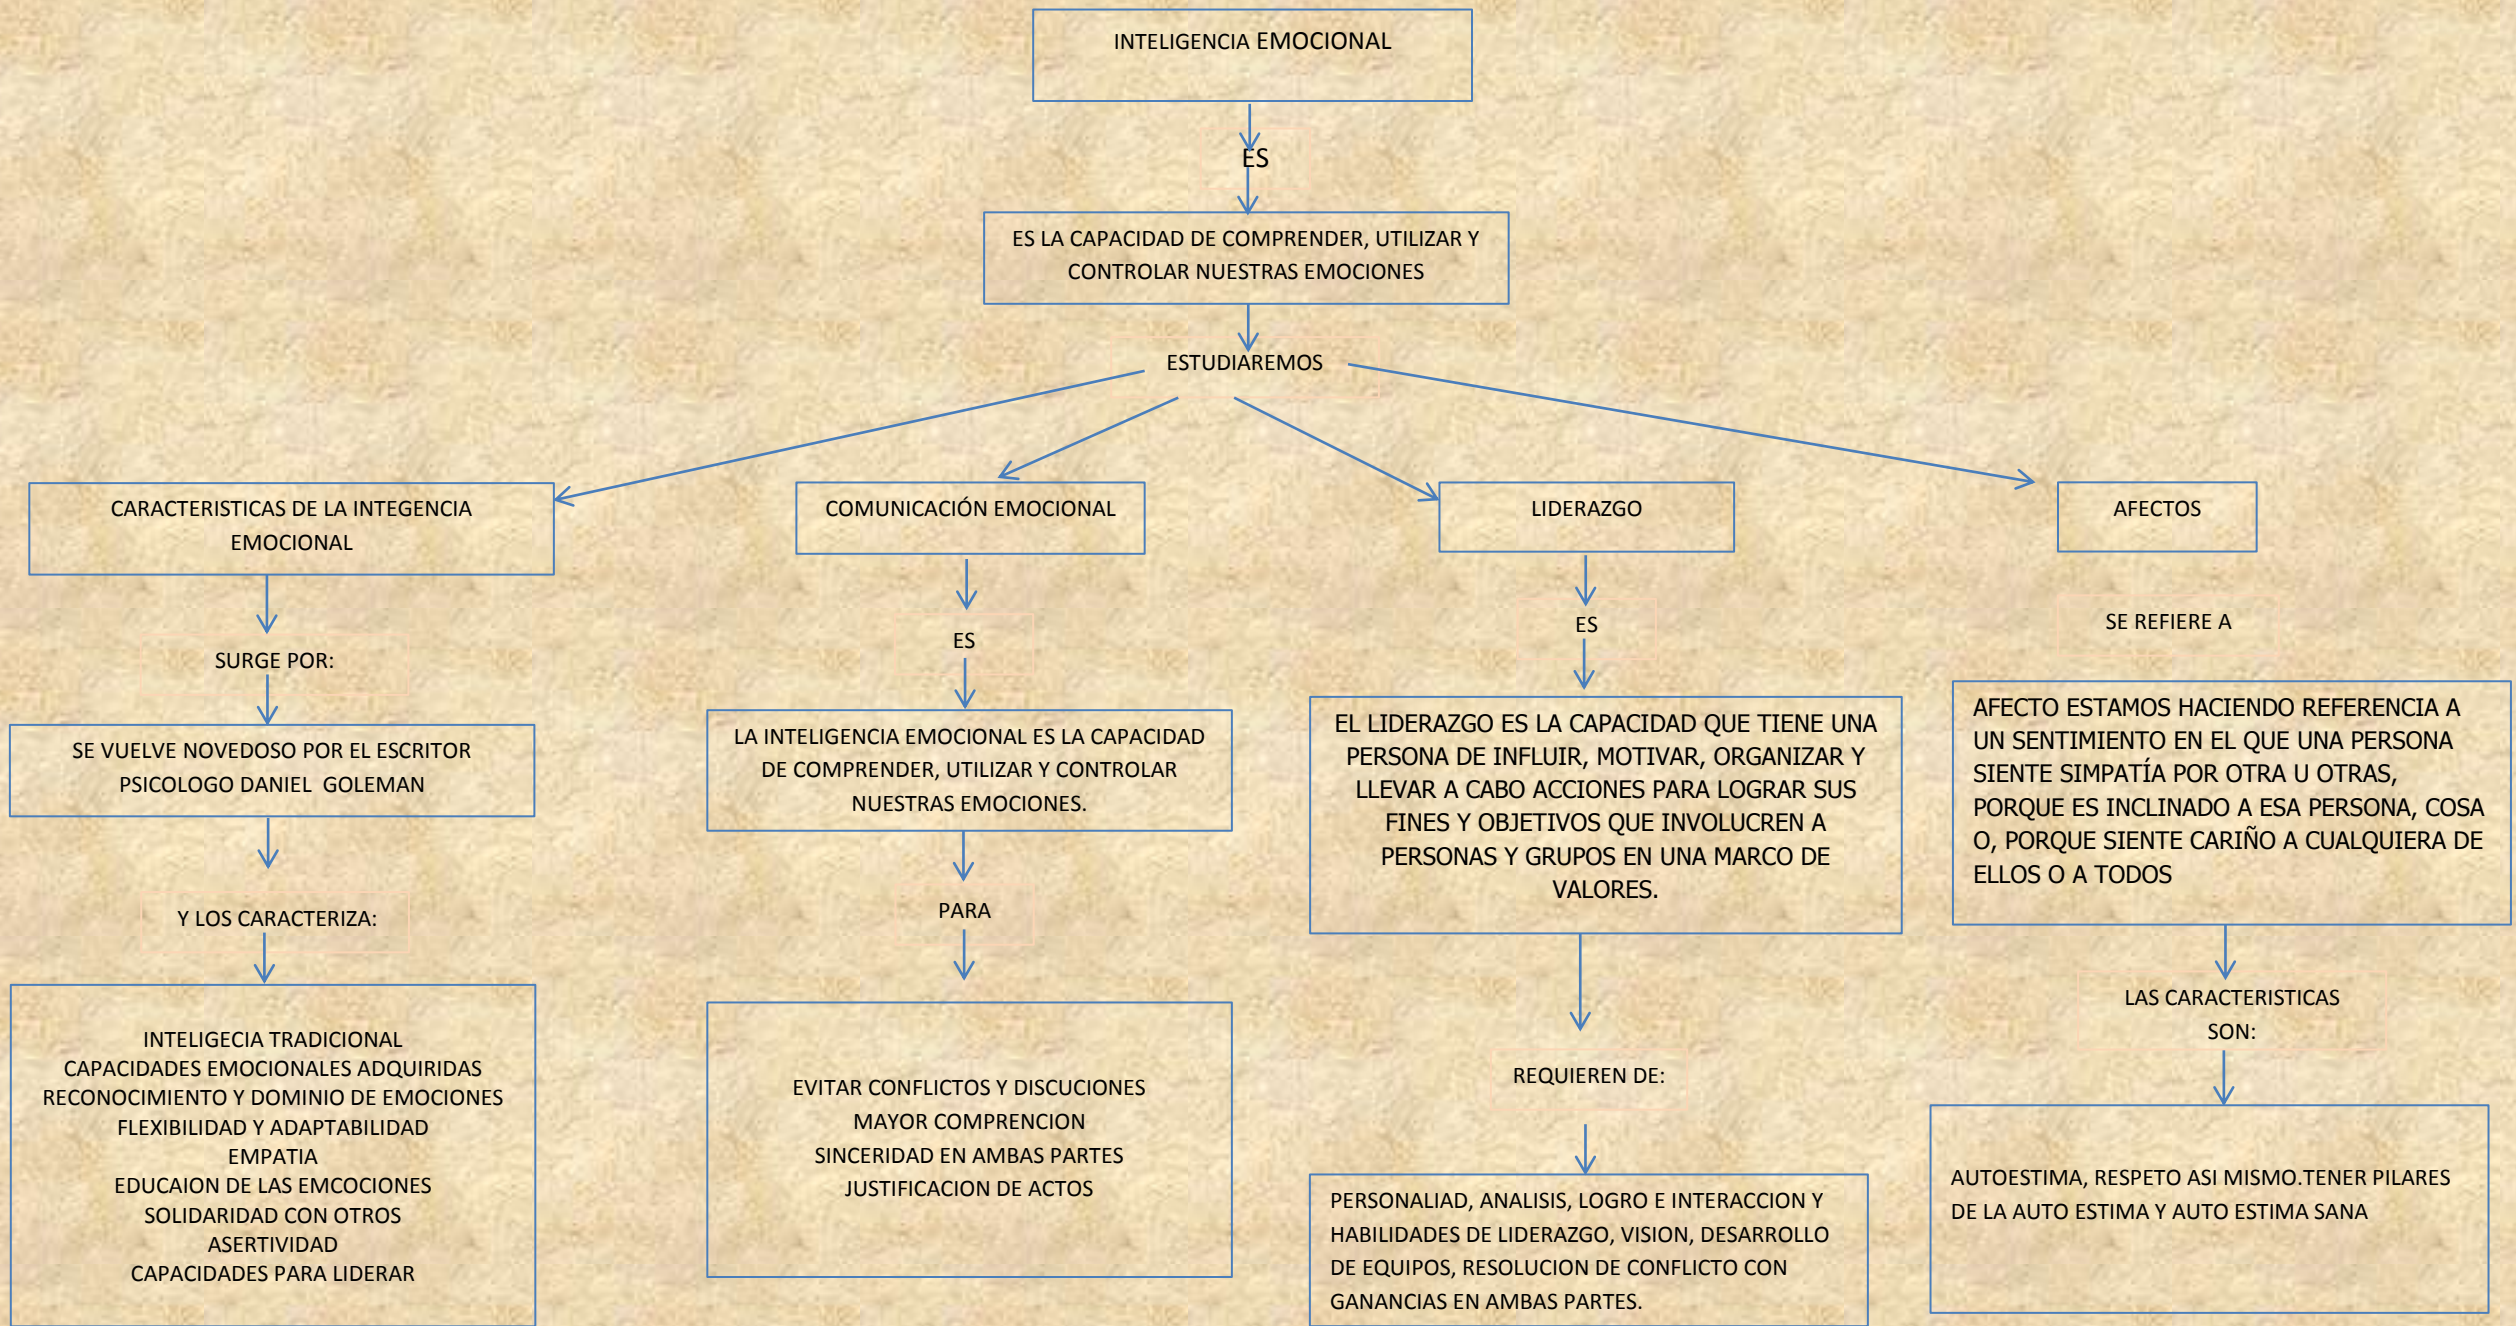 INTELIGENCIA EMOCIONAL
ES
ES LA CAPACIDAD DE COMPRENDER, UTILIZAR Y
CONTROLAR NUESTRAS EMOCIONES
ESTUDIAREMOS
CARACTERISTICAS DE LA INTEGENCIA
EMOCIONAL
SURGE POR:
SE VUELVE NOVEDOSO POR EL ESCRITOR
PSICOLOGO DANIEL GOLEMAN
Y LOS CARACTERIZA:
INTELIGECIA TRADICIONAL
CAPACIDADES EMOCIONALES ADQUIRIDAS
RECONOCIMIENTO Y DOMINIO DE EMOCIONES
FLEXIBILIDAD Y ADAPTABILIDAD
EMPATIA
EDUCAION DE LAS EMCOCIONES
SOLIDARIDAD CON OTROS
ASERTIVIDAD
CAPACIDADES PARA LIDERAR
COMUNICACIÓN EMOCIONAL
ES
LA INTELIGENCIA EMOCIONAL ES LA CAPACIDAD
DE COMPRENDER, UTILIZAR Y CONTROLAR
NUESTRAS EMOCIONES.
PARA
EVITAR CONFLICTOS Y DISCUCIONES
MAYOR COMPRENCION
SINCERIDAD EN AMBAS PARTES
JUSTIFICACION DE ACTOS
LIDERAZGO
ES
EL LIDERAZGO ES LA CAPACIDAD QUE TIENE UNA
PERSONA DE INFLUIR, MOTIVAR, ORGANIZAR Y
LLEVAR A CABO ACCIONES PARA LOGRAR SUS
FINES Y OBJETIVOS QUE INVOLUCREN A
PERSONAS Y GRUPOS EN UNA MARCO DE
VALORES.
REQUIEREN DE:
PERSONALIAD, ANALISIS, LOGRO E INTERACCION Y
HABILIDADES DE LIDERAZGO, VISION, DESARROLLO
DE EQUIPOS, RESOLUCION DE CONFLICTO CON
GANANCIAS EN AMBAS PARTES.
AFECTOS
SE REFIERE A
AFECTO ESTAMOS HACIENDO REFERENCIA A
UN SENTIMIENTO EN EL QUE UNA PERSONA
SIENTE SIMPATÍA POR OTRA U OTRAS,
PORQUE ES INCLINADO A ESA PERSONA, COSA
O, PORQUE SIENTE CARIÑO A CUALQUIERA DE
ELLOS O A TODOS
LAS CARACTERISTICAS
SON:
AUTOESTIMA, RESPETO ASI MISMO.TENER PILARES
DE LA AUTO ESTIMA Y AUTO ESTIMA SANA